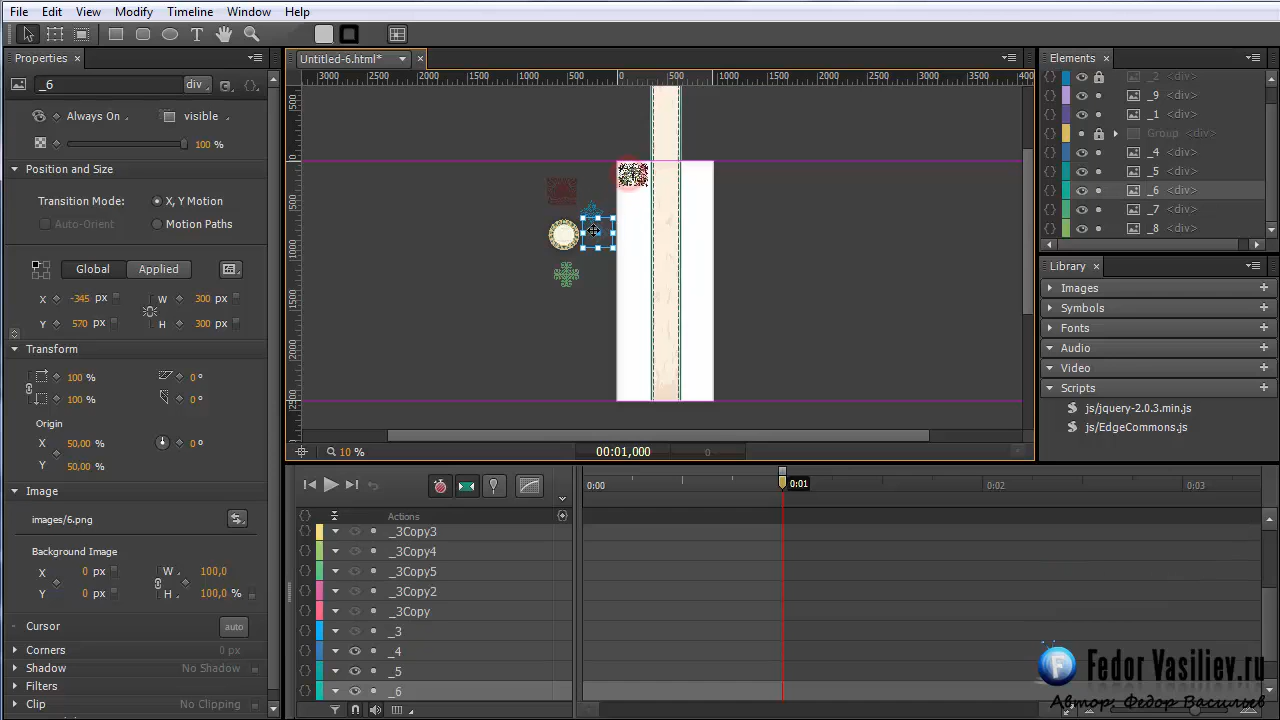 File Edit View Modify Timeline Window Help
Properties ×
Untitled-6.html* ×
Elements ×
_6 div
Always On visible
100 %
Position and Size
Transition Mode: X, Y Motion
Auto-Orient Motion Paths
Global Applied
X -345 px W 300 px
Y 570 px H 300 px
Transform
100 % 0°
100 % 0°
Origin
X 50,00 % 0°
Y 50,00 %
Image
images/6.png
Background Image
X 0 px W 100,0
Y 0 px H 100,0 %
Cursor auto
Corners 0 px
Shadow No Shadow
Filters
Clip No Clipping
3000 2500 2000 1500 1000 500 0 500 1000 1500 2000 2500 3000 3500 400
500
0
500
1000
1500
2000
2500
10 % 00:01,000 0
_2 <div>
_9 <div>
_1 <div>
Group <div>
_4 <div>
_5 <div>
_6 <div>
_7 <div>
_8 <div>
Library ×
Images
Symbols
Fonts
Audio
Video
Scripts
js/jquery-2.0.3.min.js
js/EdgeCommons.js
0:00 0:01 0:02 0:03
Actions
_3Copy3
_3Copy4
_3Copy5
_3Copy2
_3Copy
_3
_4
_5
_6
F Fedor Vasiliev.ru
Автор: Федор Васильев